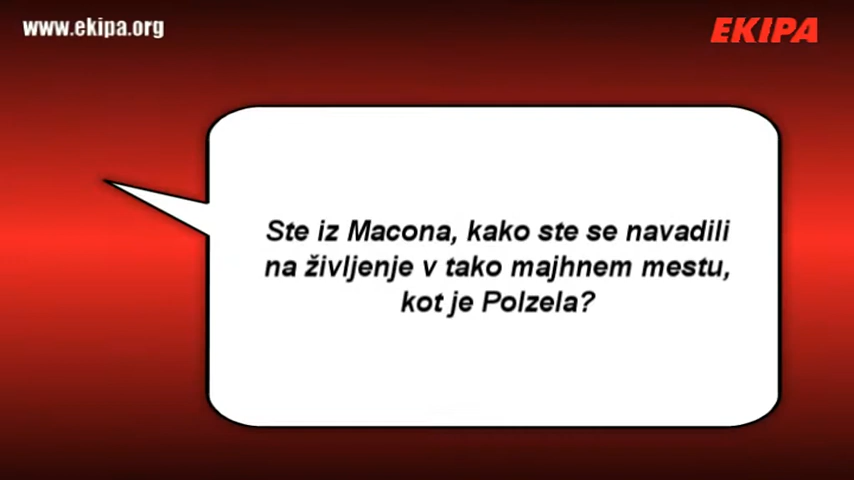 www.ekipa.org
EKIPA
Ste iz Macona, kako ste se navadili
na življenje v tako majhnem mestu,
kot je Polzela?